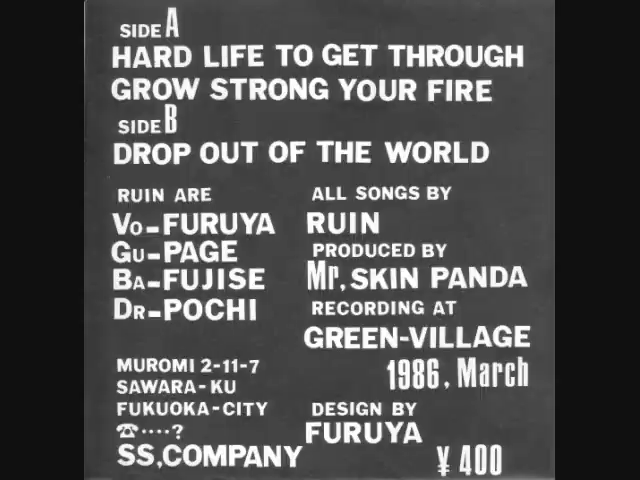 SIDE A
HARD LIFE TO GET THROUGH
GROW STRONG YOUR FIRE
SIDE B
DROP OUT OF THE WORLD
RUIN ARE
VO-FURUYA
GU-PAGE
BA-FUJISE
DR-POCHI
ALL SONGS BY
RUIN
PRODUCED BY
Mr, SKIN PANDA
RECORDING AT
GREEN-VILLAGE
1986, March
MUROMI 2-11-7
SAWARA-KU
FUKUOKA-CITY
☎····?
SS,COMPANY
DESIGN BY
FURUYA
¥ 400